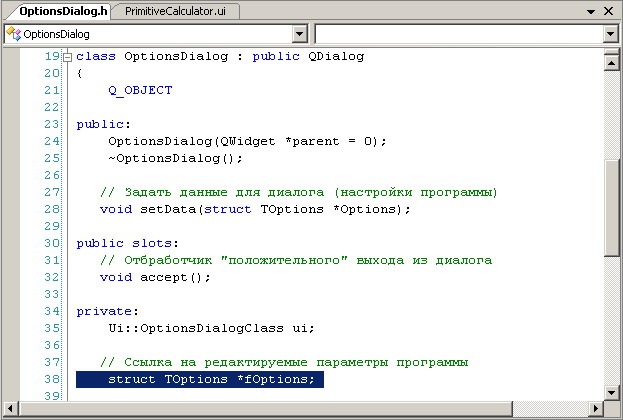 OptionsDialog.h PrimitiveCalculator.ui
OptionsDialog
19 class OptionsDialog : public QDialog
20 {
21 Q_OBJECT
22
23 public:
24 OptionsDialog(QWidget *parent = 0);
25 ~OptionsDialog();
26
27 // Задать данные для диалога (настройки программы)
28 void setData(struct TOptions *Options);
29
30 public slots:
31 // Отбработчик "положительного" выхода из диалога
32 void accept();
33
34 private:
35 Ui::OptionsDialogClass ui;
36
37 // Ссылка на редактируемые параметры программы
38 struct TOptions *fOptions;
39